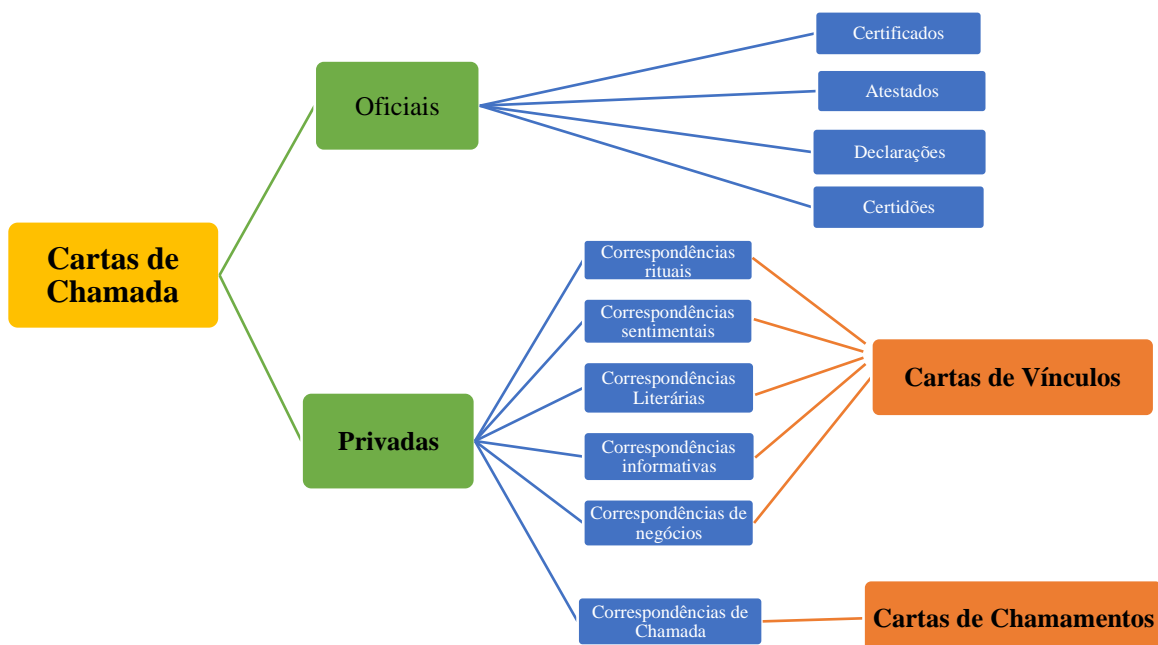 Cartas de
Chamada
Oficiais
Certificados
Atestados
Declarações
Certidões
Privadas
Correspondências
rituais
Correspondências
sentimentais
Correspondências
Literárias
Correspondências
informativas
Correspondências de
negócios
Correspondências de
Chamada
Cartas de Vínculos
Cartas de Chamamentos